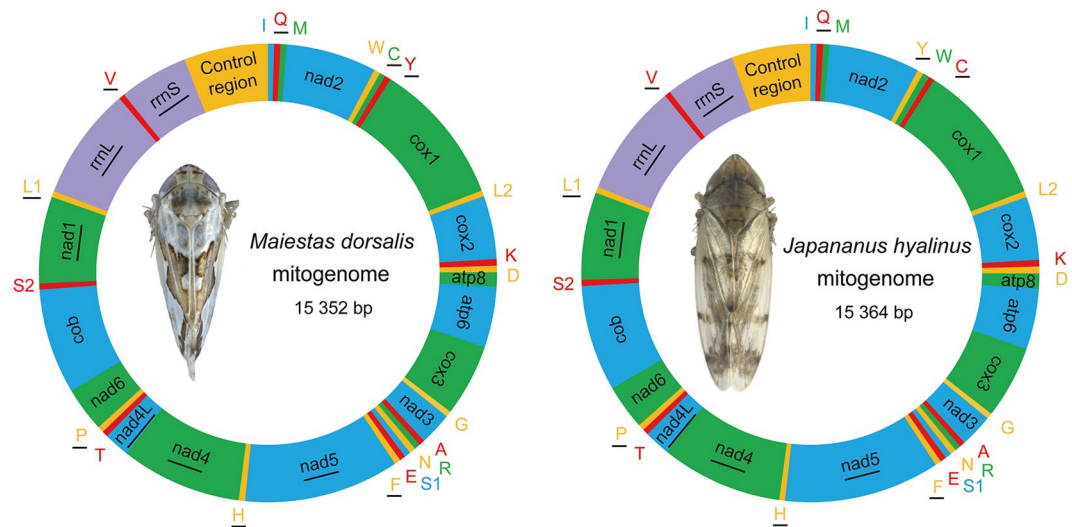 I Q M
W C Y
nad2
cox1
L2
cox2
K
D
atp8
atp6
cox3
G
nad3
A
R
N
S1
E
F
nad5
H
nad4
nad4L
T
P
nad6
cob
S2
nad1
L1
rrnL
V
rrnS
Control
region
Maiestas dorsalis
mitogenome
15 352 bp
I Q M
Y W C
nad2
cox1
L2
cox2
K
D
atp8
atp6
cox3
G
nad3
A
R
N
S1
E
F
nad5
H
nad4
nad4L
T
P
nad6
cob
S2
nad1
L1
rrnL
V
rrnS
Control
region
Japananus hyalinus
mitogenome
15 364 bp